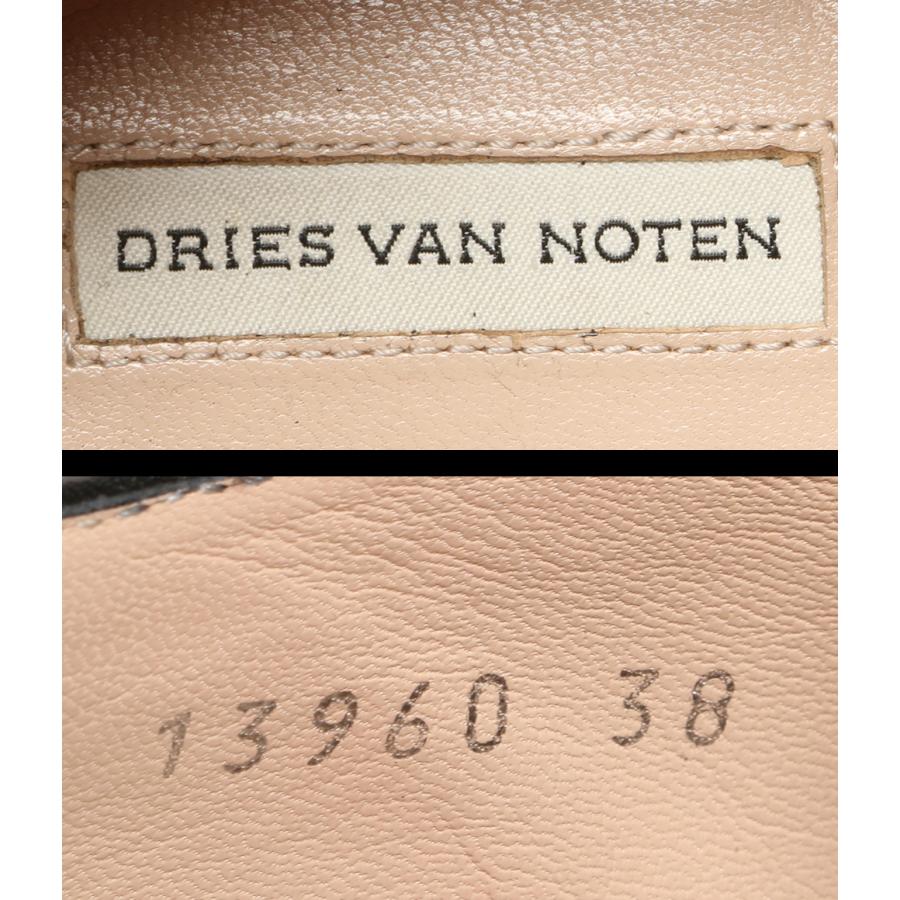 DRIES VAN NOTEN
13960 38